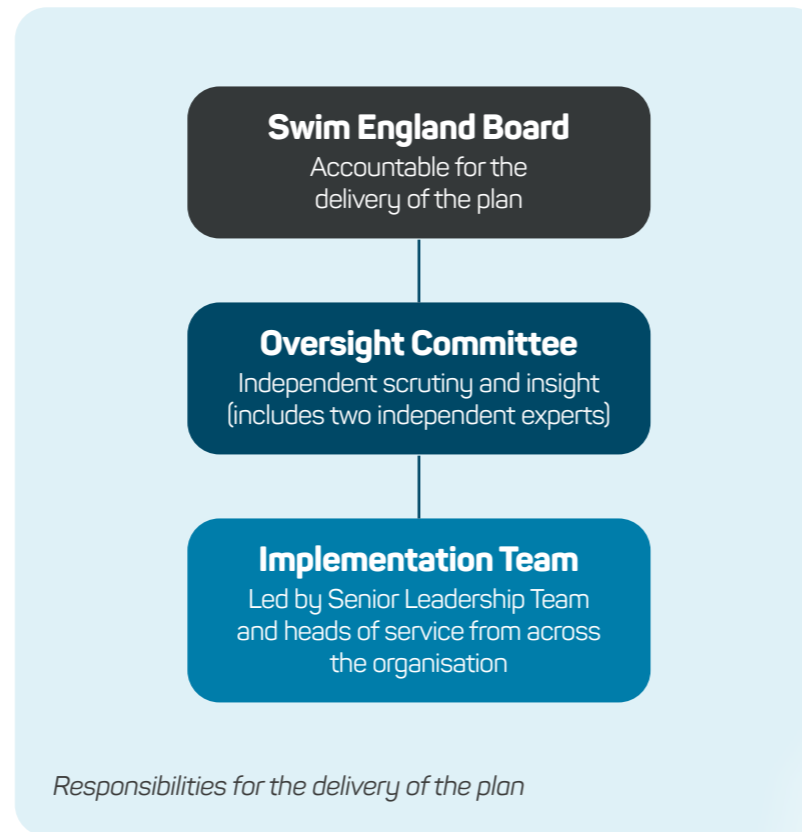 Swim England Board
Accountable for the
delivery of the plan
Oversight Committee
Independent scrutiny and insight
(includes two independent experts)
Implementation Team
Led by Senior Leadership Team
and heads of service from across
the organisation
Responsibilities for the delivery of the plan